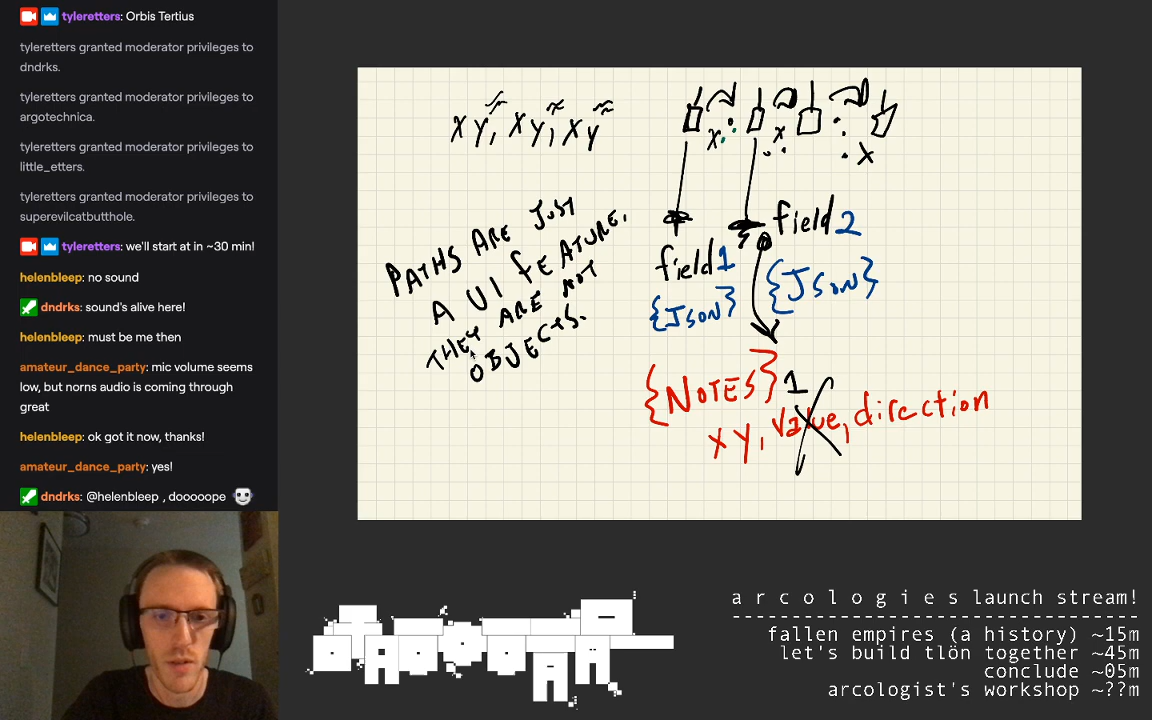 tyleretters: Orbis Tertius
tyleretters granted moderator privileges to
dndrks.
tyleretters granted moderator privileges to
argotechnica.
tyleretters granted moderator privileges to
little_etters.
tyleretters granted moderator privileges to
superevilcatbutthole.
tyleretters: we'll start at in ~30 min!
helenbleep: no sound
dndrks: sound's alive here!
helenbleep: must be me then
amateur_dance_party: mic volume seems
low, but norns audio is coming through
great
helenbleep: ok got it now, thanks!
amateur_dance_party: yes!
dndrks: @helenbleep , dooooope
xy, xy, xy
x
x
x
PATHS ARE JUST
A UI FEATURE.
THEY ARE NOT
OBJECTS.
field 1
{Json}
field 2
{Json}
{NOTES} 1
xy, value, direction
arcologies launch stream!
---------------------------------
fallen empires (a history) ~15m
let's build tlön together ~45m
conclude ~05m
arcologist's workshop ~??m